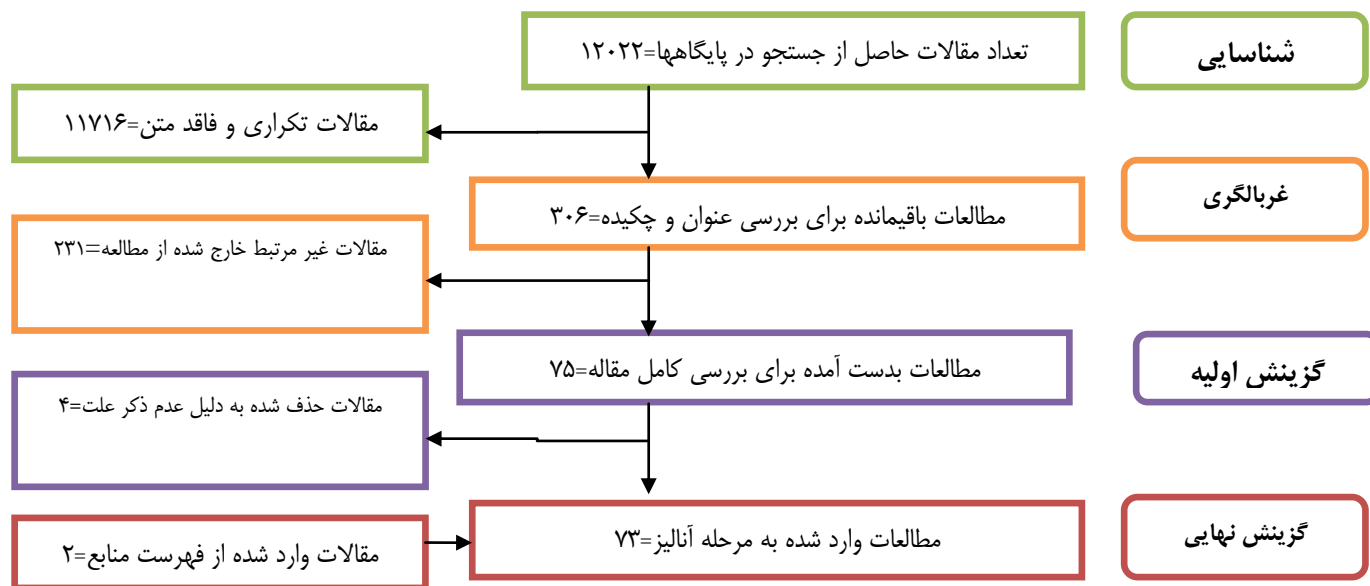 شناسایی
تعداد مقالات حاصل از جستجو در پایگاهها=۱۲۰۲۲
مقالات تکراری و فاقد متن=۱۱۷۱۶
غربالگری
مطالعات باقیمانده برای بررسی عنوان و چکیده=۳۰۶
مقالات غیر مرتبط خارج شده از مطالعه=۲۳۱
گزینش اولیه
مطالعات بدست آمده برای بررسی کامل مقاله=۷۵
مقالات حذف شده به دلیل عدم ذکر علت=۴
گزینش نهایی
مطالعات وارد شده به مرحله آنالیز=۷۳
مقالات وارد شده از فهرست منابع=۲